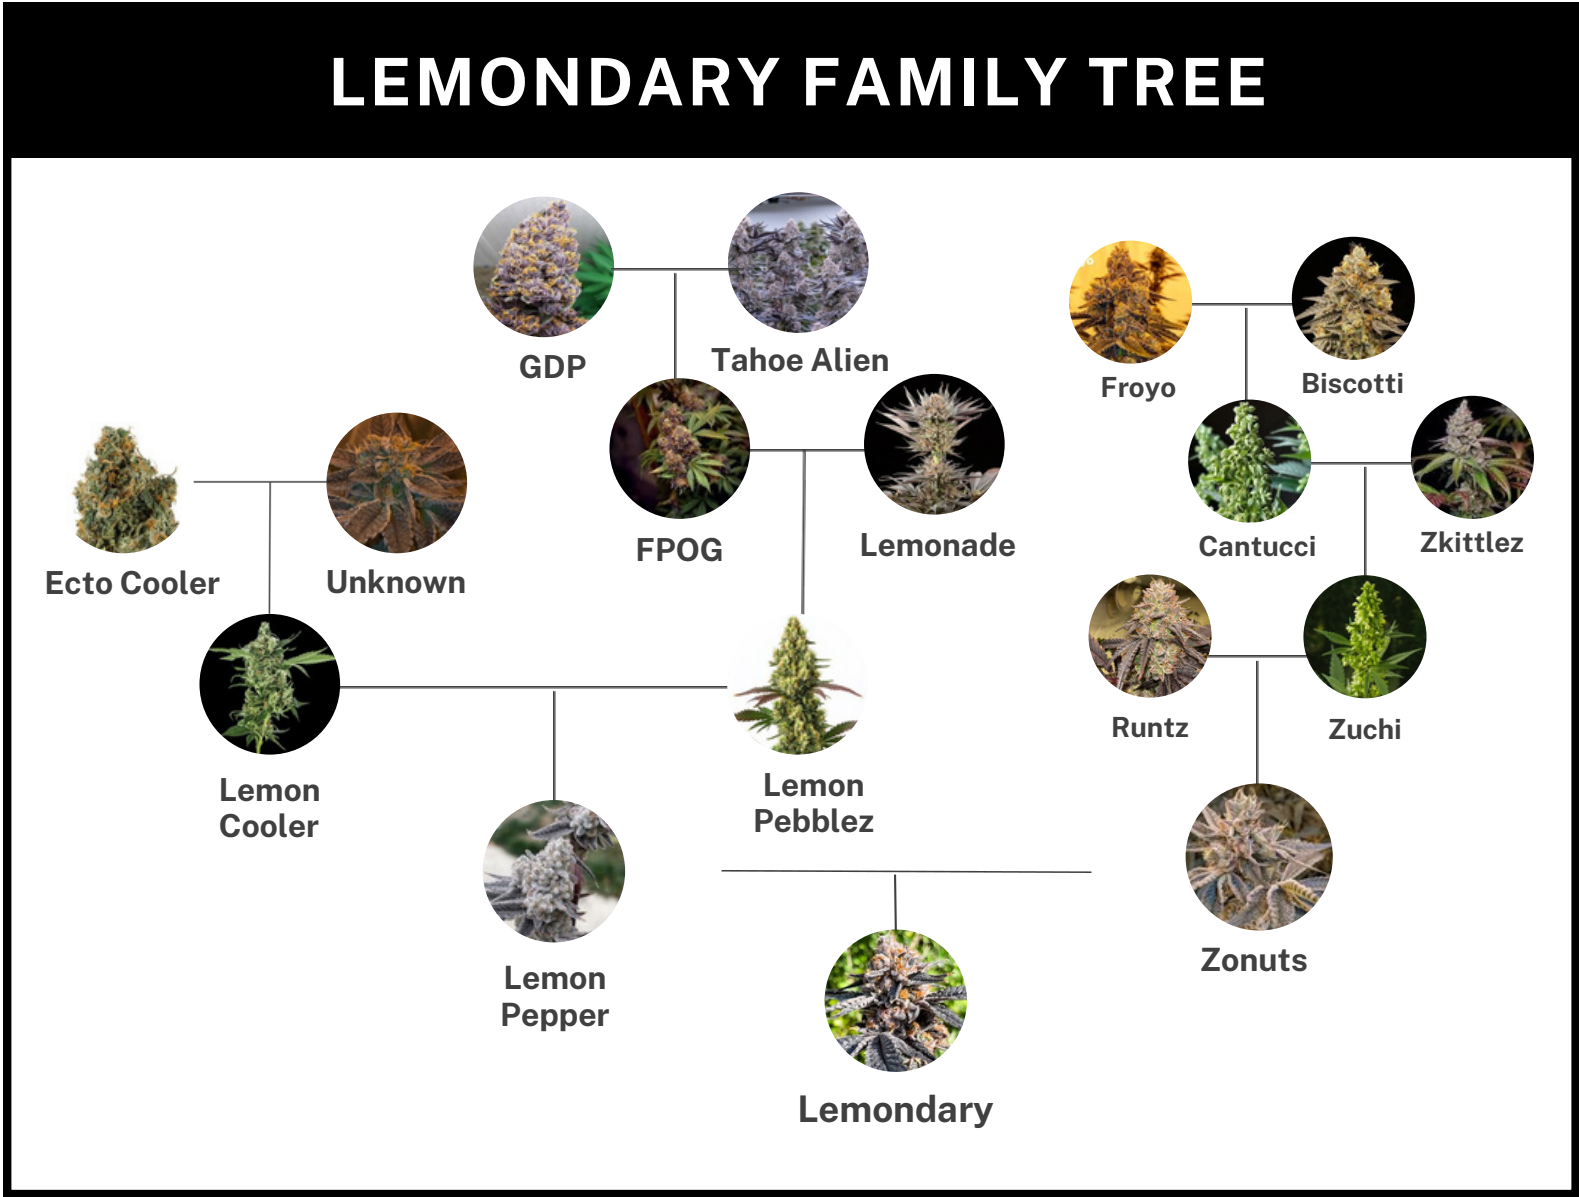 LEMONDARY FAMILY TREE
GDP
Tahoe Alien
Froyo
Biscotti
Ecto Cooler
Unknown
FPOG
Lemonade
Cantucci
Zkittlez
Runtz
Zuchi
Lemon
Cooler
Lemon
Pebblez
Lemon
Pepper
Zonuts
Lemondary